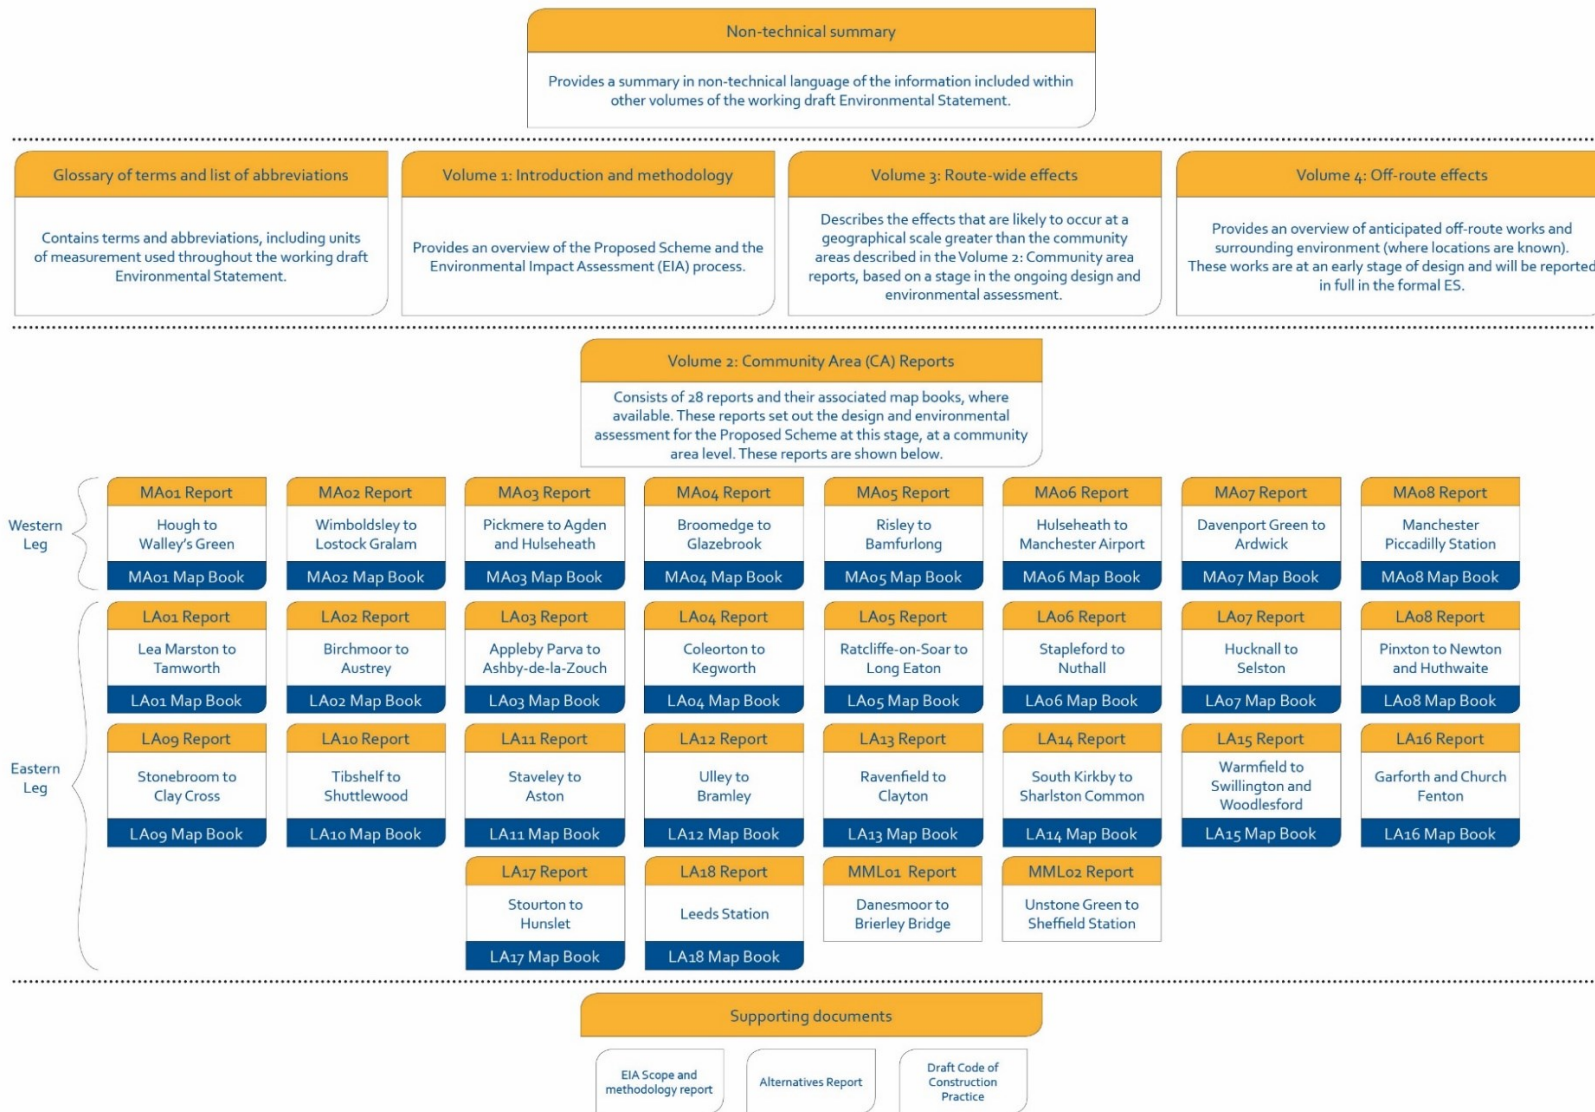 Non-technical summary
Provides a summary in non-technical language of the information included within
other volumes of the working draft Environmental Statement.
Glossary of terms and list of abbreviations
Contains terms and abbreviations, including units
of measurement used throughout the working draft
Environmental Statement.
Volume 1: Introduction and methodology
Provides an overview of the Proposed Scheme and the
Environmental Impact Assessment (EIA) process.
Volume 3: Route-wide effects
Describes the effects that are likely to occur at a
geographical scale greater than the community
areas described in the Volume 2: Community area
reports, based on a stage in the ongoing design and
environmental assessment.
Volume 4: Off-route effects
Provides an overview of anticipated off-route works and
surrounding environment (where locations are known).
These works are at an early stage of design and will be reported
in full in the formal ES.
Volume 2: Community Area (CA) Reports
Consists of 28 reports and their associated map books, where
available. These reports set out the design and environmental
assessment for the Proposed Scheme at this stage, at a community
area level. These reports are shown below.
Western
Leg
MA01 Report
Hough to
Walley's Green
MA01 Map Book
MA02 Report
Wimboldsley to
Lostock Gralam
MA02 Map Book
MA03 Report
Pickmere to Agden
and Hulseheath
MA03 Map Book
MA04 Report
Broomedge to
Glazebrook
MA04 Map Book
MA05 Report
Risley to
Bamfurlong
MA05 Map Book
MA06 Report
Hulseheath to
Manchester Airport
MA06 Map Book
MA07 Report
Davenport Green to
Ardwick
MA07 Map Book
MA08 Report
Manchester
Piccadilly Station
MA08 Map Book
Eastern
Leg
LA01 Report
Lea Marston to
Tamworth
LA01 Map Book
LA02 Report
Birchmoor to
Austrey
LA02 Map Book
LA03 Report
Appleby Parva to
Ashby-de-la-Zouch
LA03 Map Book
LA04 Report
Coleorton to
Kegworth
LA04 Map Book
LA05 Report
Ratcliffe-on-Soar to
Long Eaton
LA05 Map Book
LA06 Report
Stapleford to
Nuthall
LA06 Map Book
LA07 Report
Hucknall to
Selston
LA07 Map Book
LA08 Report
Pinxton to Newton
and Huthwaite
LA08 Map Book
LA09 Report
Stonebroom to
Clay Cross
LA09 Map Book
LA10 Report
Tibshelf to
Shuttlewood
LA10 Map Book
LA11 Report
Staveley to
Aston
LA11 Map Book
LA12 Report
Ulley to
Bramley
LA12 Map Book
LA13 Report
Ravenfield to
Clayton
LA13 Map Book
LA14 Report
South Kirkby to
Sharlston Common
LA14 Map Book
LA15 Report
Warmfield to
Swillington and
Woodlesford
LA15 Map Book
LA16 Report
Garforth and Church
Fenton
LA16 Map Book
LA17 Report
Stourton to
Hunslet
LA17 Map Book
LA18 Report
Leeds Station
LA18 Map Book
MML01 Report
Danesmoor to
Brierley Bridge
MML02 Report
Unstone Green to
Sheffield Station
Supporting documents
EIA Scope and
methodology report
Alternatives Report
Draft Code of
Construction
Practice